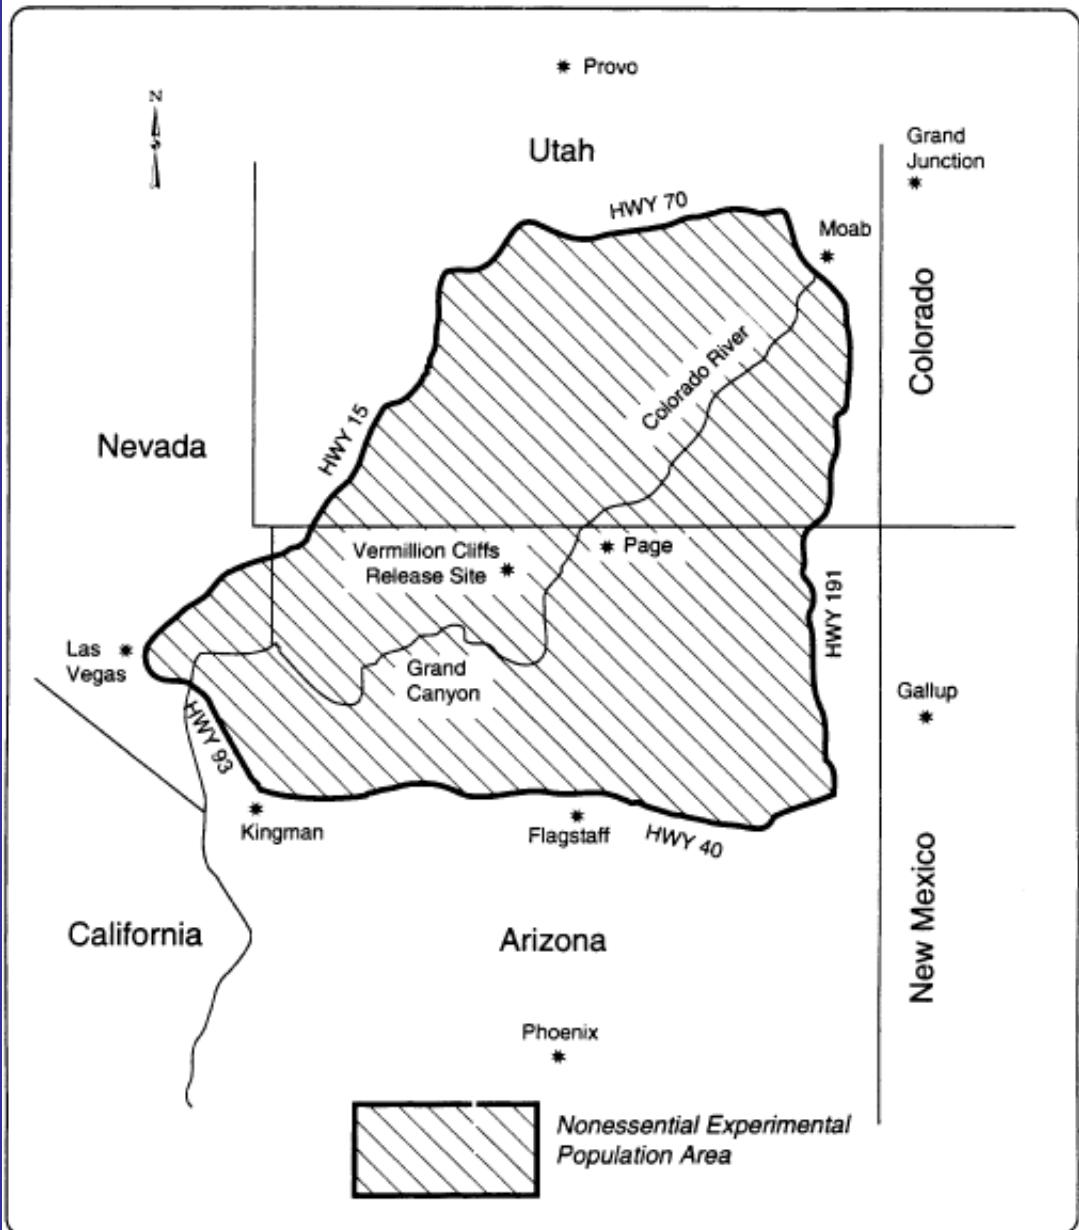 Provo
N
S
Utah
Grand
Junction
HWY 70
Moab
Colorado
Colorado River
HWY 15
Nevada
Vermillion Cliffs
Release Site
Page
HWY 191
Las
Vegas
Grand
Canyon
Gallup
HWY 93
Kingman
Flagstaff
HWY 40
New Mexico
California
Arizona
Phoenix
Nonessential Experimental
Population Area